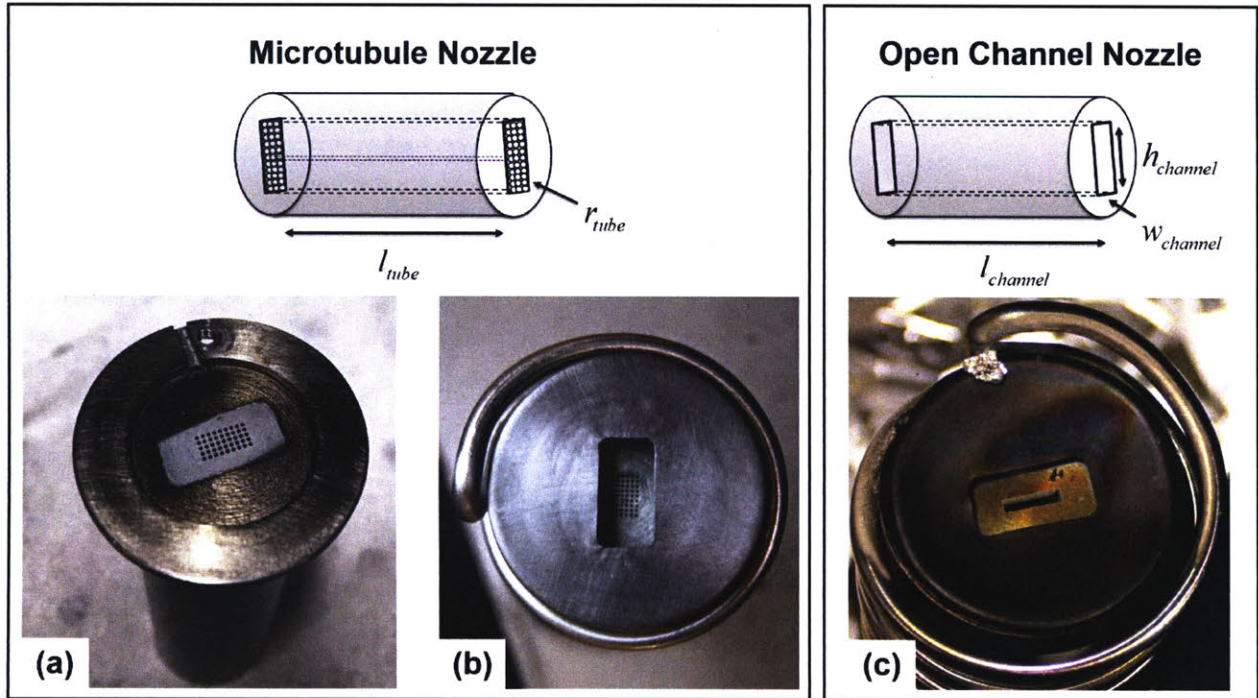 Microtubule Nozzle
r_tube
l_tube
(a)
(b)
Open Channel Nozzle
h_channel
w_channel
l_channel
(c)